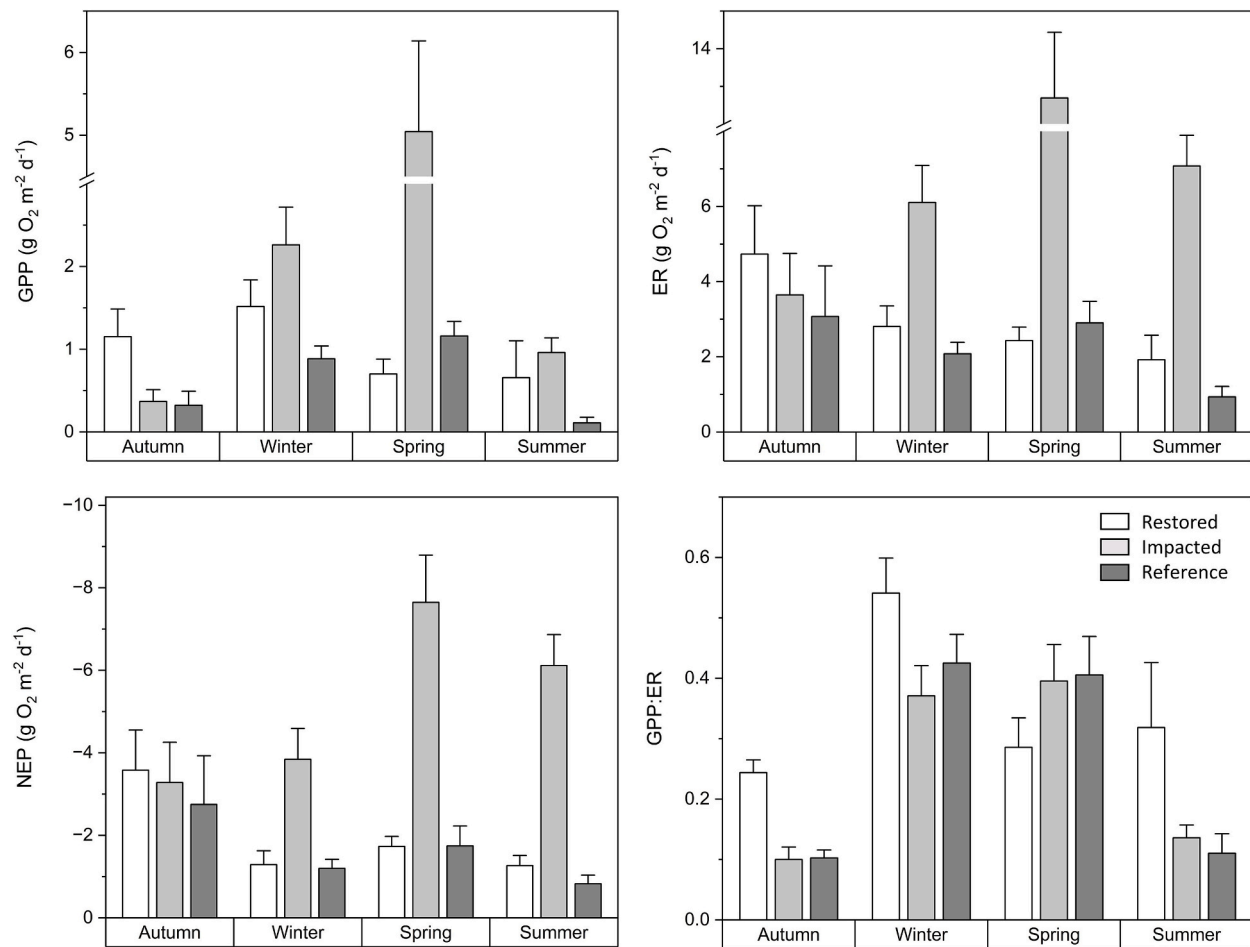 6
5
2
1
0
GPP (g O₂ m⁻² d⁻¹)
Autumn Winter Spring Summer
14
6
4
2
0
ER (g O₂ m⁻² d⁻¹)
Autumn Winter Spring Summer
−10
−8
−6
−4
−2
0
NEP (g O₂ m⁻² d⁻¹)
Autumn Winter Spring Summer
0.6
0.4
0.2
0.0
GPP:ER
Restored
Impacted
Reference
Autumn Winter Spring Summer